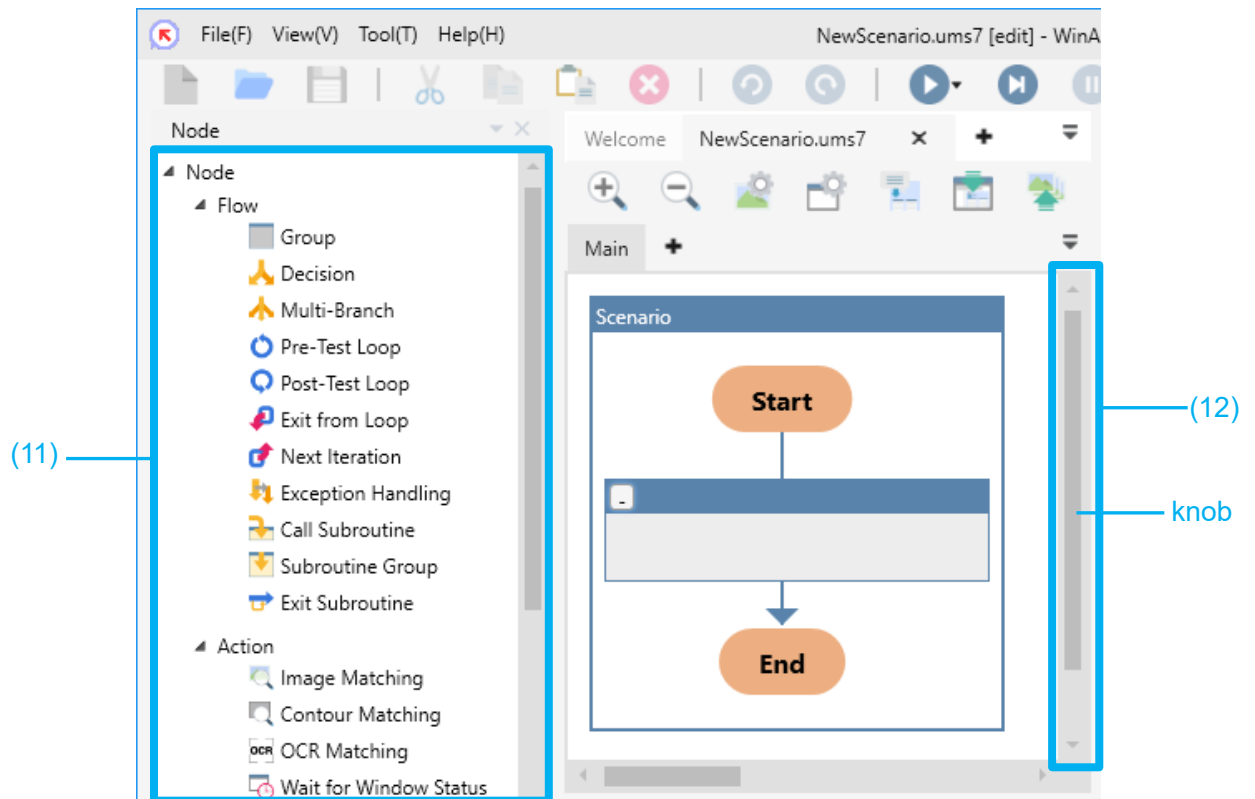 File(F) View(V) Tool(T) Help(H) NewScenario.ums7 [edit] - WinA
Node
Welcome NewScenario.ums7
Node
Flow
Group
Decision
Multi-Branch
Pre-Test Loop
Post-Test Loop
Exit from Loop
Next Iteration
Exception Handling
Call Subroutine
Subroutine Group
Exit Subroutine
Action
Image Matching
Contour Matching
OCR OCR Matching
Wait for Window Status
Main
Scenario
Start
-
End
(11)
(12)
knob